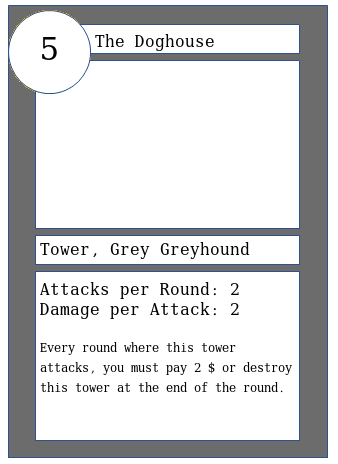 5
The Doghouse
Tower, Grey Greyhound
Attacks per Round: 2
Damage per Attack: 2
Every round where this tower
attacks, you must pay 2 $ or destroy
this tower at the end of the round.